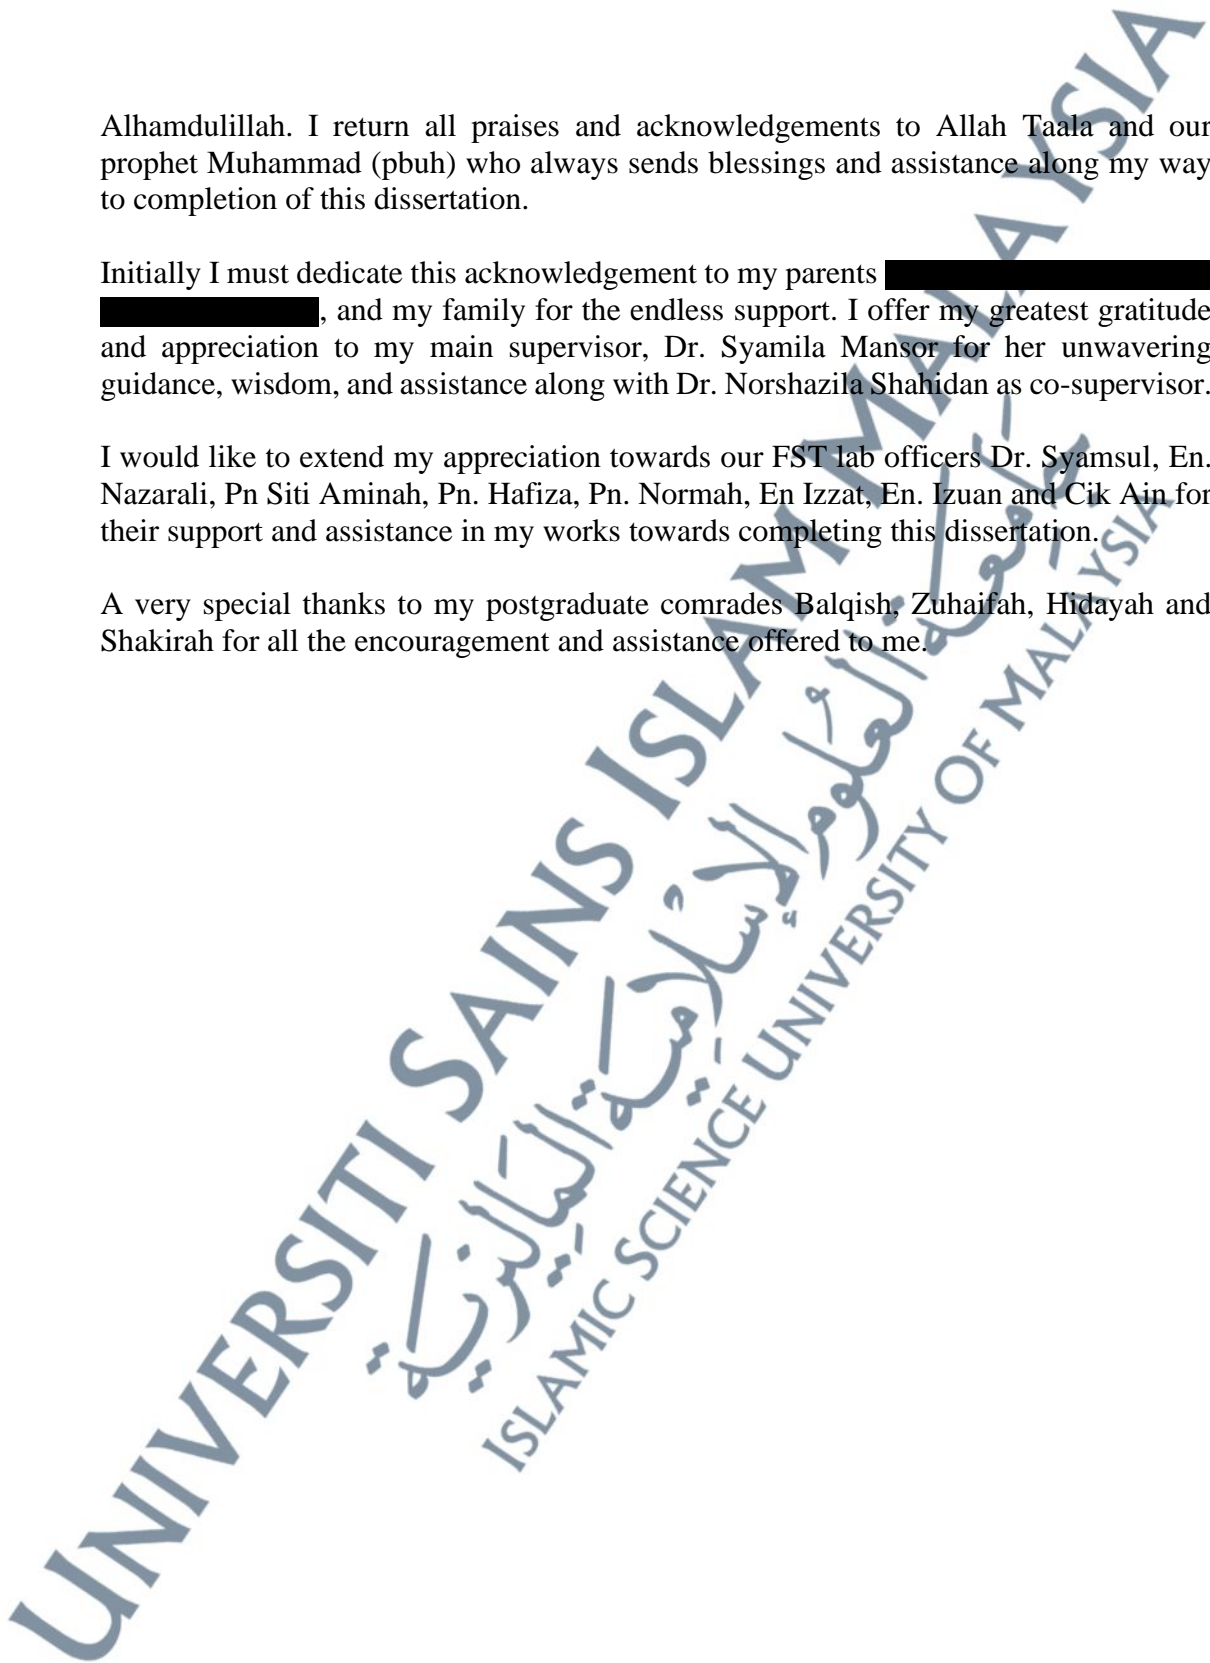 Alhamdulillah. I return all praises and acknowledgements to Allah Taala and our
prophet Muhammad (pbuh) who always sends blessings and assistance along my way
to completion of this dissertation.
Initially I must dedicate this acknowledgement to my parents
, and my family for the endless support. I offer my greatest gratitude
and appreciation to my main supervisor, Dr. Syamila Mansor for her unwavering
guidance, wisdom, and assistance along with Dr. Norshazila Shahidan as co-supervisor.
I would like to extend my appreciation towards our FST lab officers Dr. Syamsul, En.
Nazarali, Pn Siti Aminah, Pn. Hafiza, Pn. Normah, En Izzat, En. Izuan and Cik Ain for
their support and assistance in my works towards completing this dissertation.
A very special thanks to my postgraduate comrades Balqish, Zuhaifah, Hidayah and
Shakirah for all the encouragement and assistance offered to me.
UNIVERSITI SAINS ISLAM MALAYSIA
جامعة العلوم الإسلامية الماليزية
ISLAMIC SCIENCE UNIVERSITY OF MALAYSIA